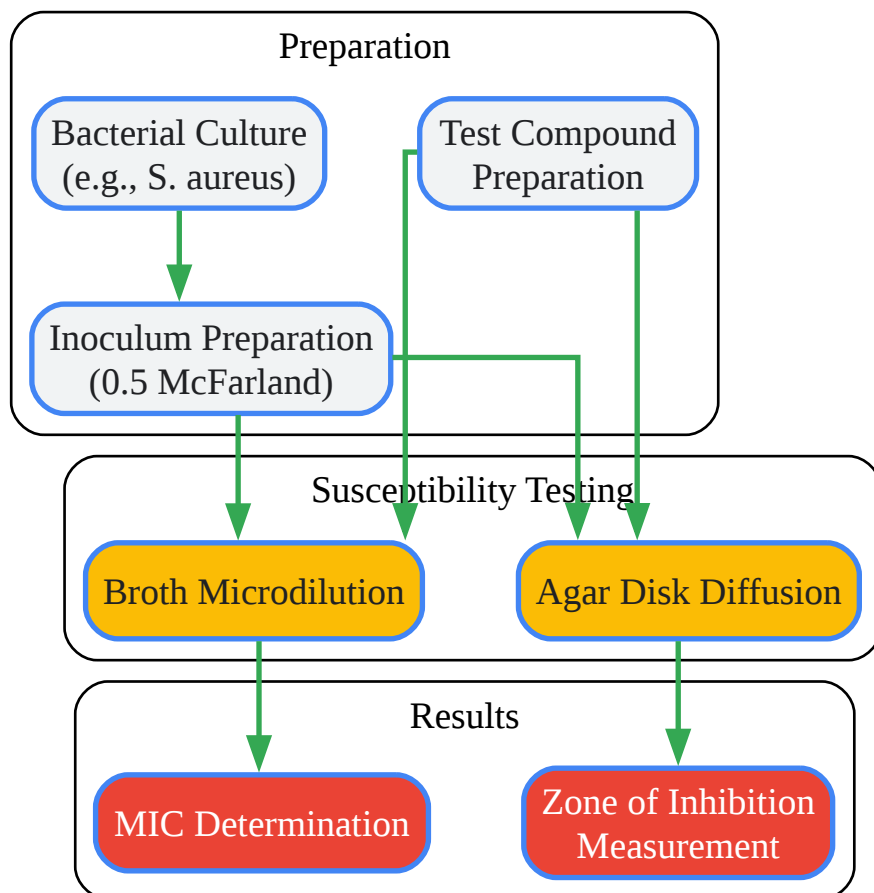 Preparation
Bacterial Culture
(e.g., S. aureus)
Test Compound
Preparation
Inoculum Preparation
(0.5 McFarland)
Susceptibility Testing
Broth Microdilution
Agar Disk Diffusion
Results
MIC Determination
Zone of Inhibition
Measurement